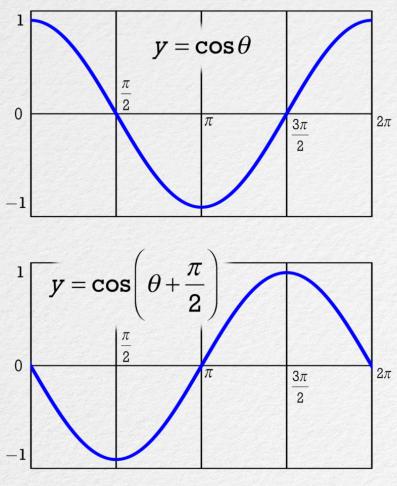 1
y = cos θ
π/2
0
π
3π/2
2π
−1
1
y = cos(θ + π/2)
π/2
0
π
3π/2
2π
−1